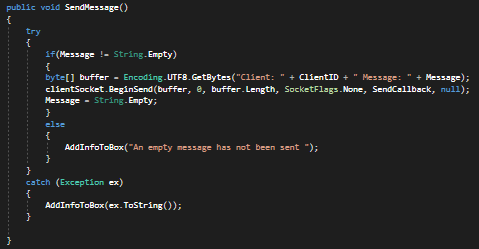 public void SendMessage()
{
try
{
if(Message != String.Empty)
{
byte[] buffer = Encoding.UTF8.GetBytes("Client: " + ClientID + " Message: " + Message);
clientSocket.BeginSend(buffer, 0, buffer.Length, SocketFlags.None, SendCallback, null);
Message = String.Empty;
}
else
{
AddInfoToBox("An empty message has not been sent ");
}
}
catch (Exception ex)
{
AddInfoToBox(ex.ToString());
}
}